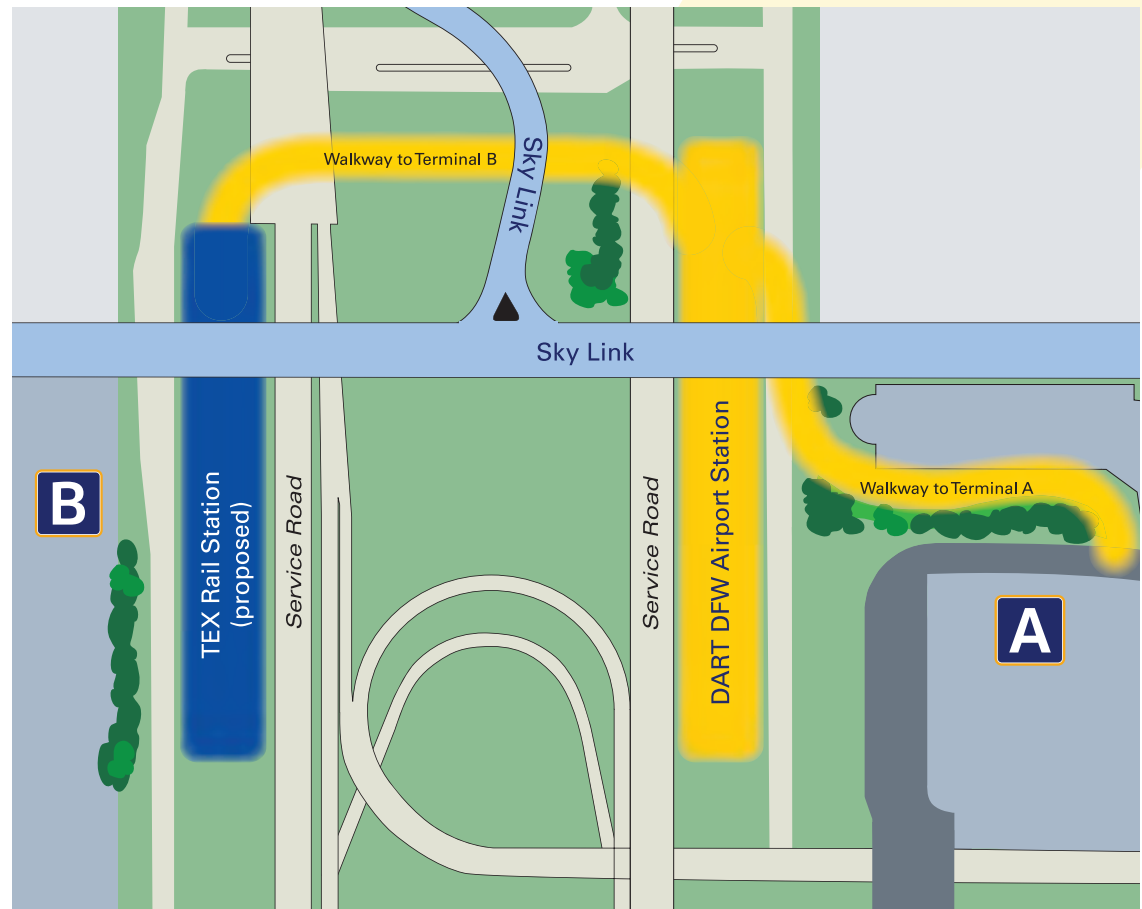 Walkway to Terminal B
Sky Link
Sky Link
B
TEX Rail Station
(proposed)
Service Road
Service Road
DART DFW Airport Station
Walkway to Terminal A
A